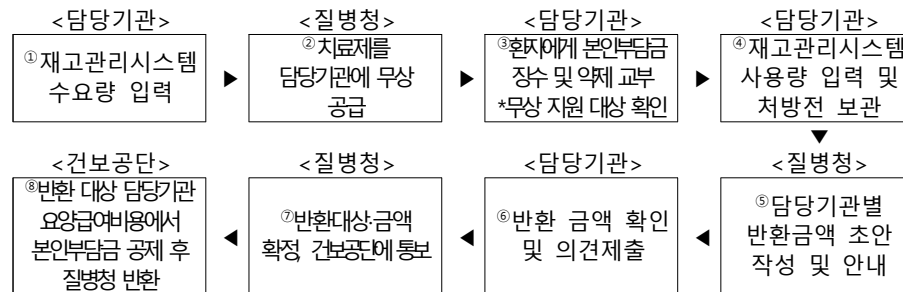 <담당기관>
①재고관리시스템
수요량 입력
▶
<질병청>
②치료제를
담당기관에 무상
공급
▶
<담당기관>
③환자에게 본인부담금
징수 및 약제 교부
*무상 지원 대상 확인
▶
<담당기관>
④재고관리시스템
사용량 입력 및
처방전 보관
▼
<질병청>
⑤담당기관별
반환금액 초안
작성 및 안내
◀
<담당기관>
⑥반환 금액 확인
및 의견제출
◀
<질병청>
⑦반환대상·금액
확정, 건보공단에 통보
◀
<건보공단>
⑧반환 대상 담당기관
요양급여비용에서
본인부담금 공제 후
질병청 반환